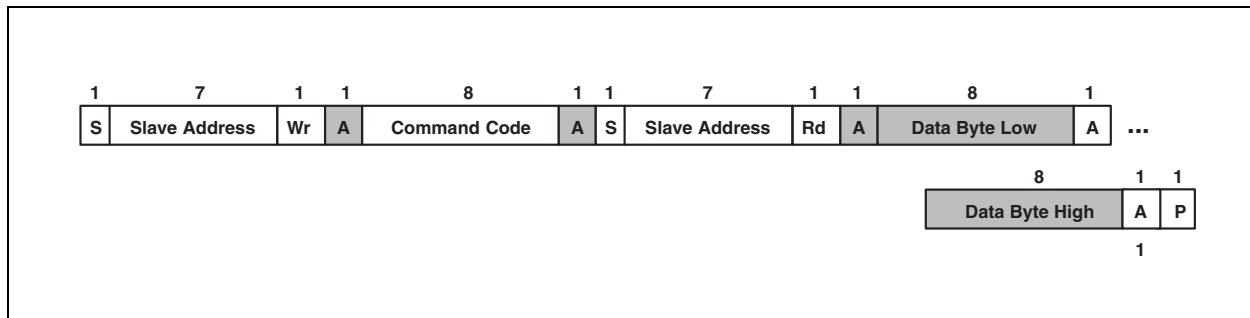 1 7 1 1 8 1 1 7 1 1 8 1
S Slave Address Wr A Command Code A S Slave Address Rd A Data Byte Low A ...
8 1 1
Data Byte High A P
1